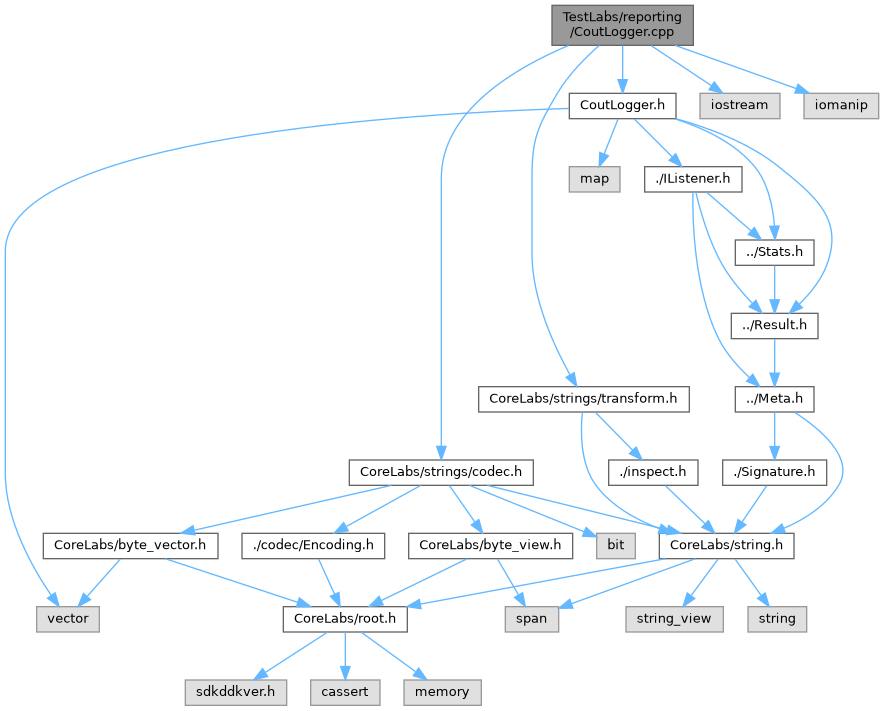 TestLabs/reporting
/CoutLogger.cpp
CoutLogger.h
iostream
iomanip
map
./IListener.h
../Stats.h
../Result.h
CoreLabs/strings/transform.h
../Meta.h
CoreLabs/strings/codec.h
./inspect.h
./Signature.h
CoreLabs/byte_vector.h
./codec/Encoding.h
CoreLabs/byte_view.h
bit
CoreLabs/string.h
vector
CoreLabs/root.h
span
string_view
string
sdkddkver.h
cassert
memory